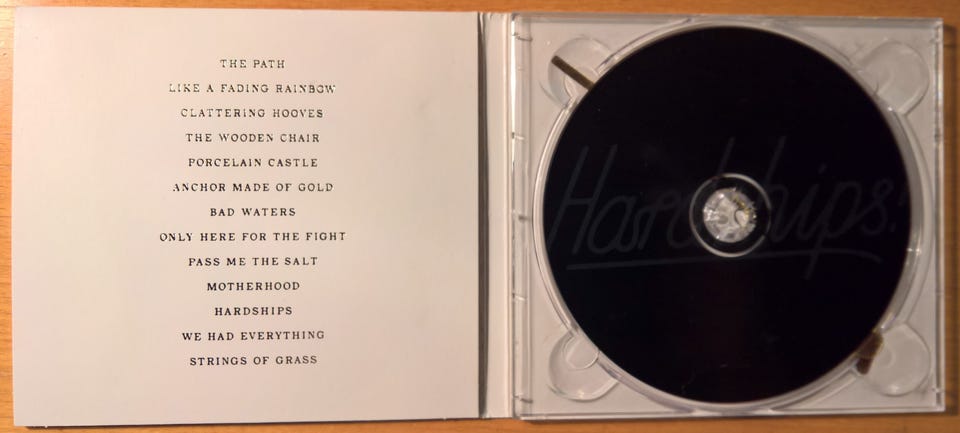 THE PATH
LIKE A FADING RAINBOW
CLATTERING HOOVES
THE WOODEN CHAIR
PORCELAIN CASTLE
ANCHOR MADE OF GOLD
BAD WATERS
ONLY HERE FOR THE FIGHT
PASS ME THE SALT
MOTHERHOOD
HARDSHIPS
WE HAD EVERYTHING
STRINGS OF GRASS
Hardships!